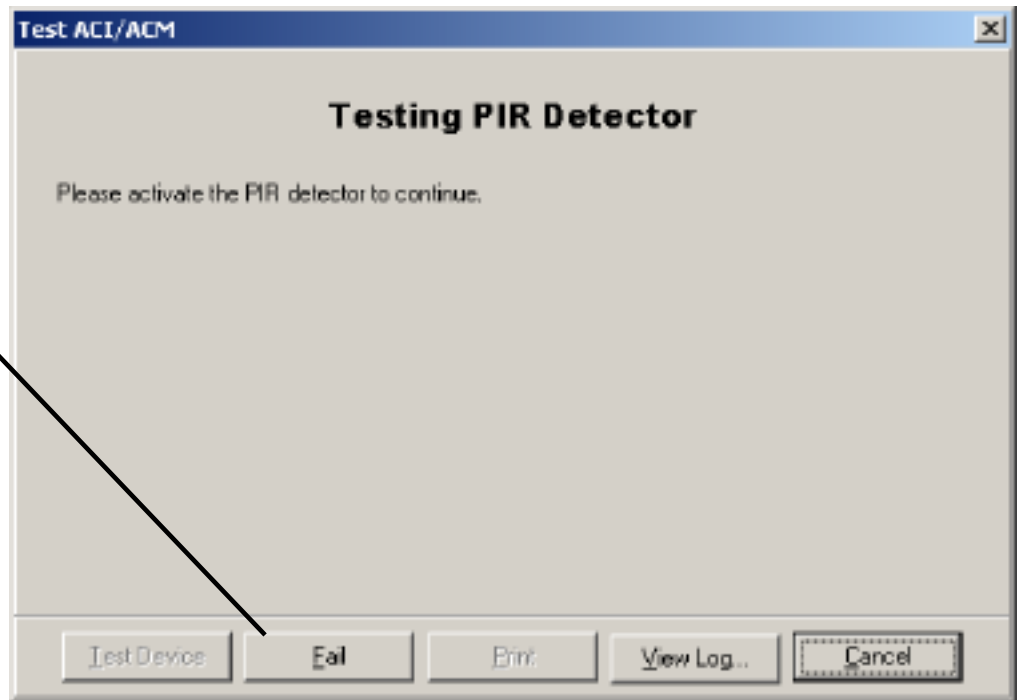 Test ACI/ACM
Testing PIR Detector
Please activate the PIR detector to continue.
Test Device
Fail
Print
View Log...
Cancel